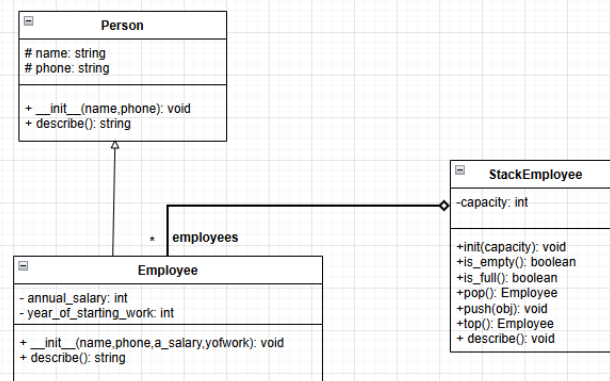 Person
# name: string
# phone: string
+ __init__(name,phone): void
+ describe(): string
StackEmployee
-capacity: int
+init(capacity): void
+is_empty(): boolean
+is_full(): boolean
+pop(): Employee
+push(obj): void
+top(): Employee
+ describe(): void
* employees
Employee
- annual_salary: int
- year_of_starting_work: int
+ __init__(name,phone,a_salary,yofwork): void
+ describe(): string